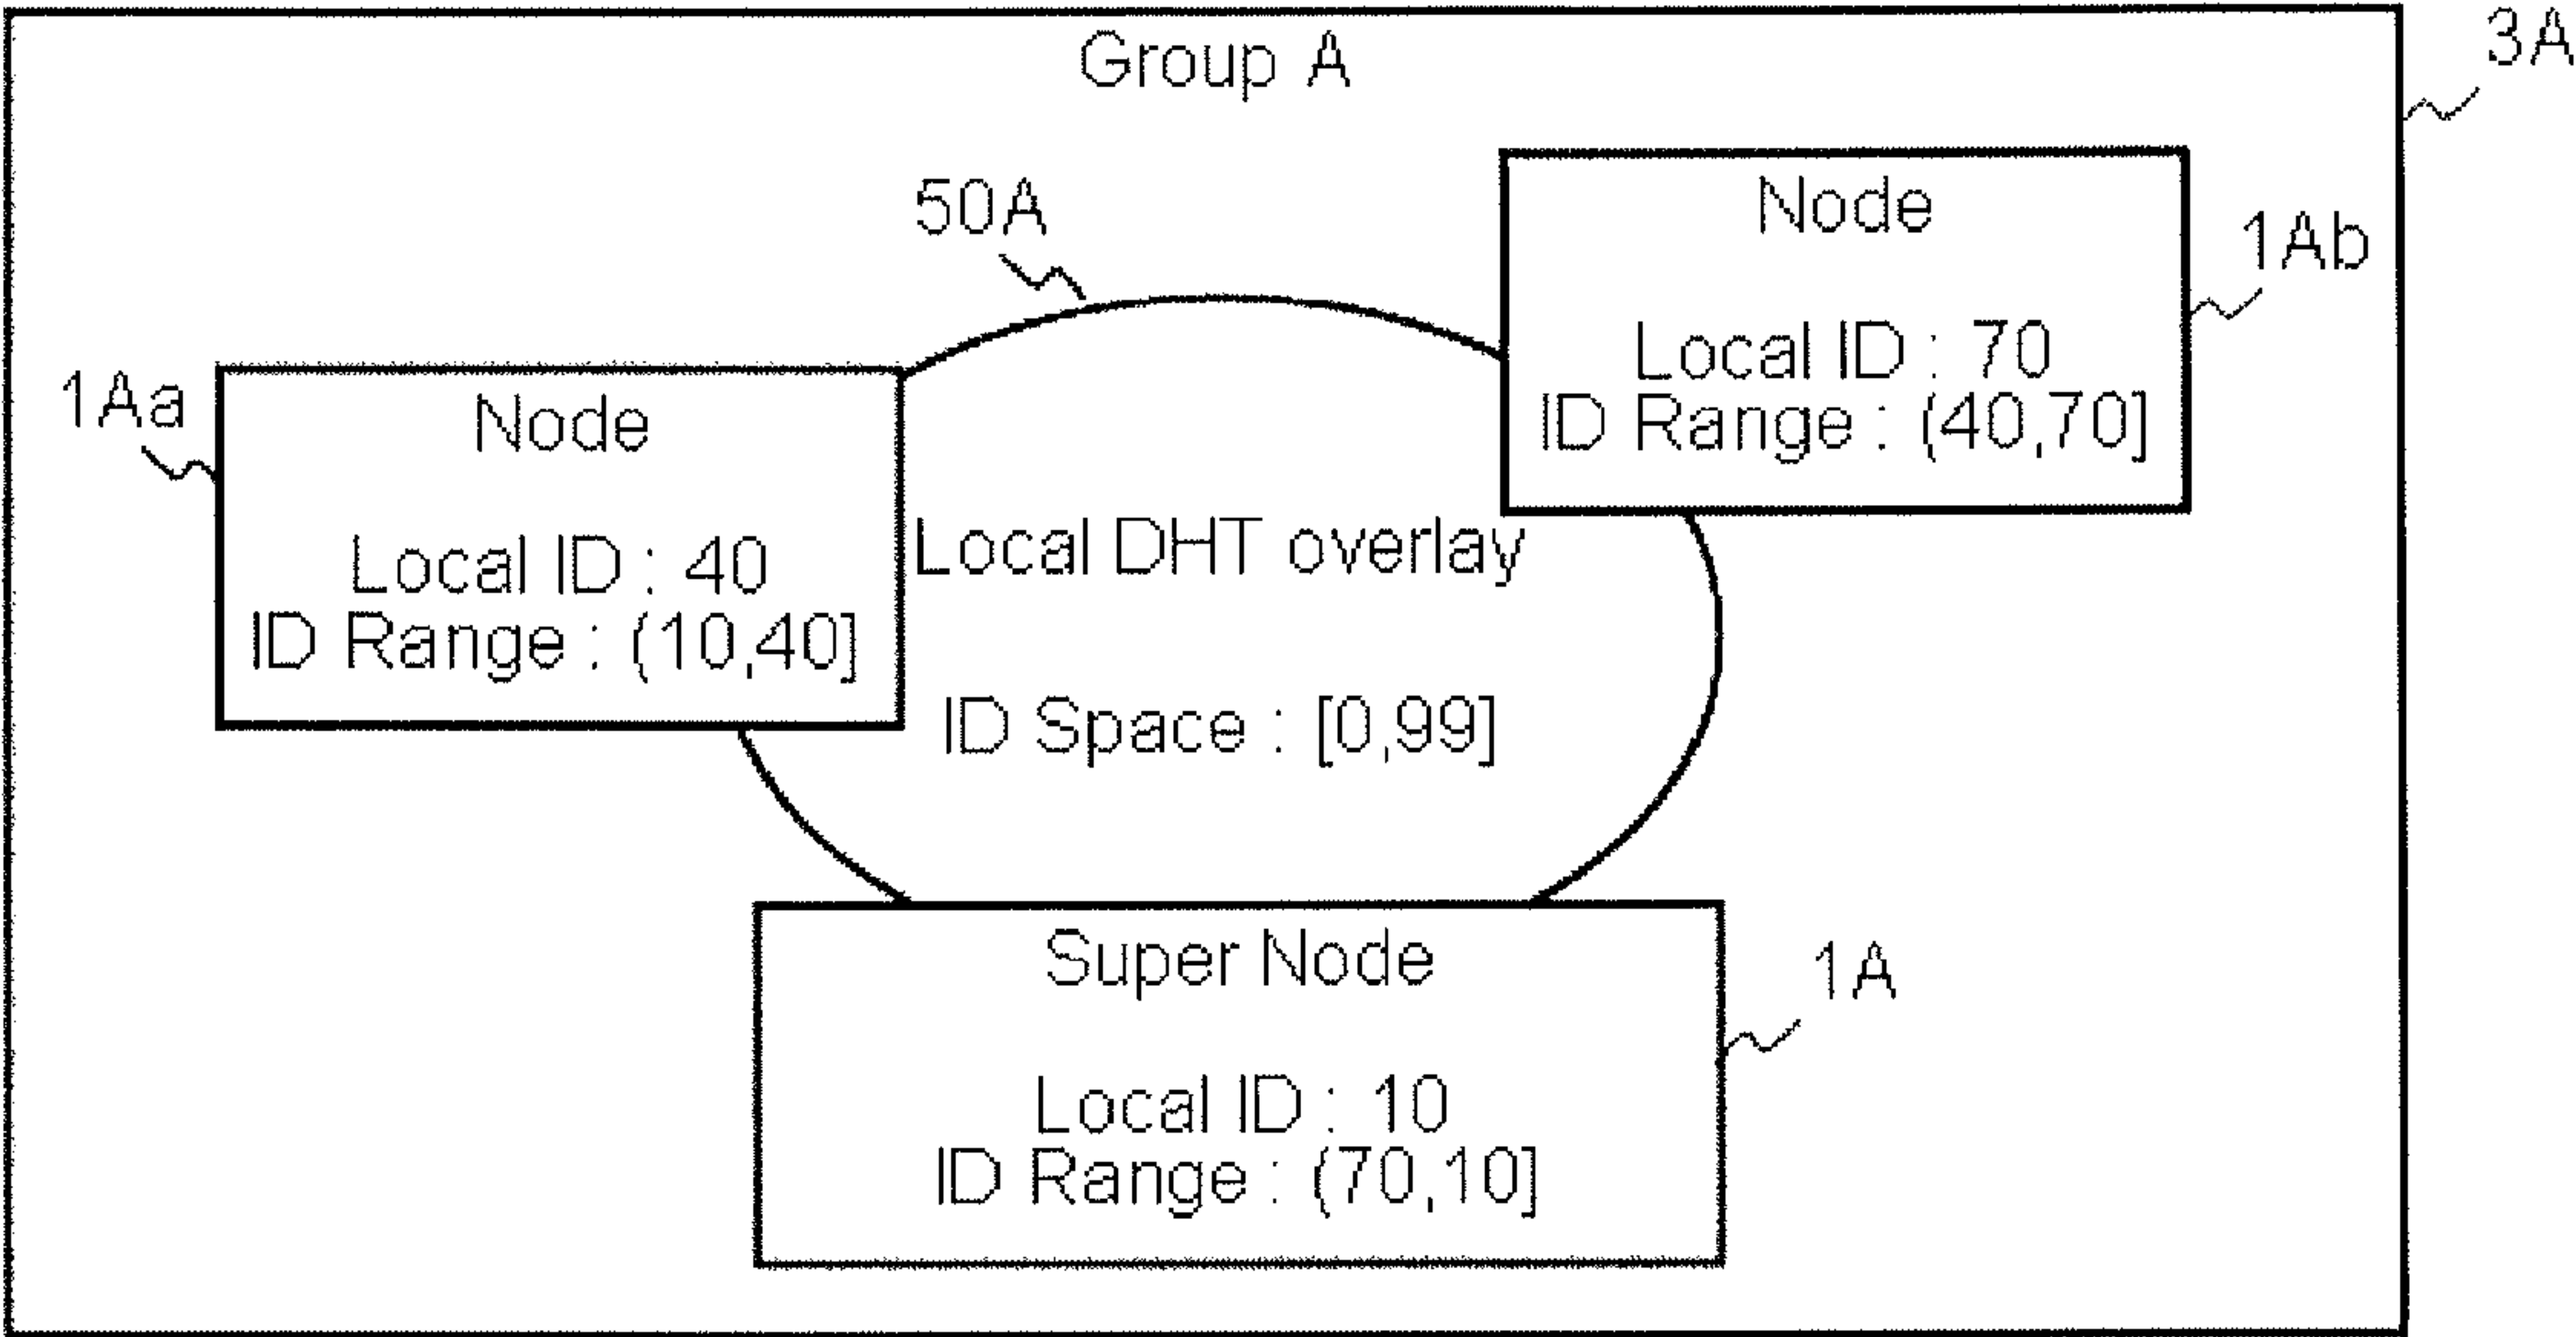 Group A
3A
50A
Node
1Ab
Local ID : 70
ID Range : (40,70]
1Aa
Node
Local ID : 40
ID Range : (10,40]
Local DHT overlay
ID Space : [0,99]
Super Node
1A
Local ID : 10
ID Range : (70,10]